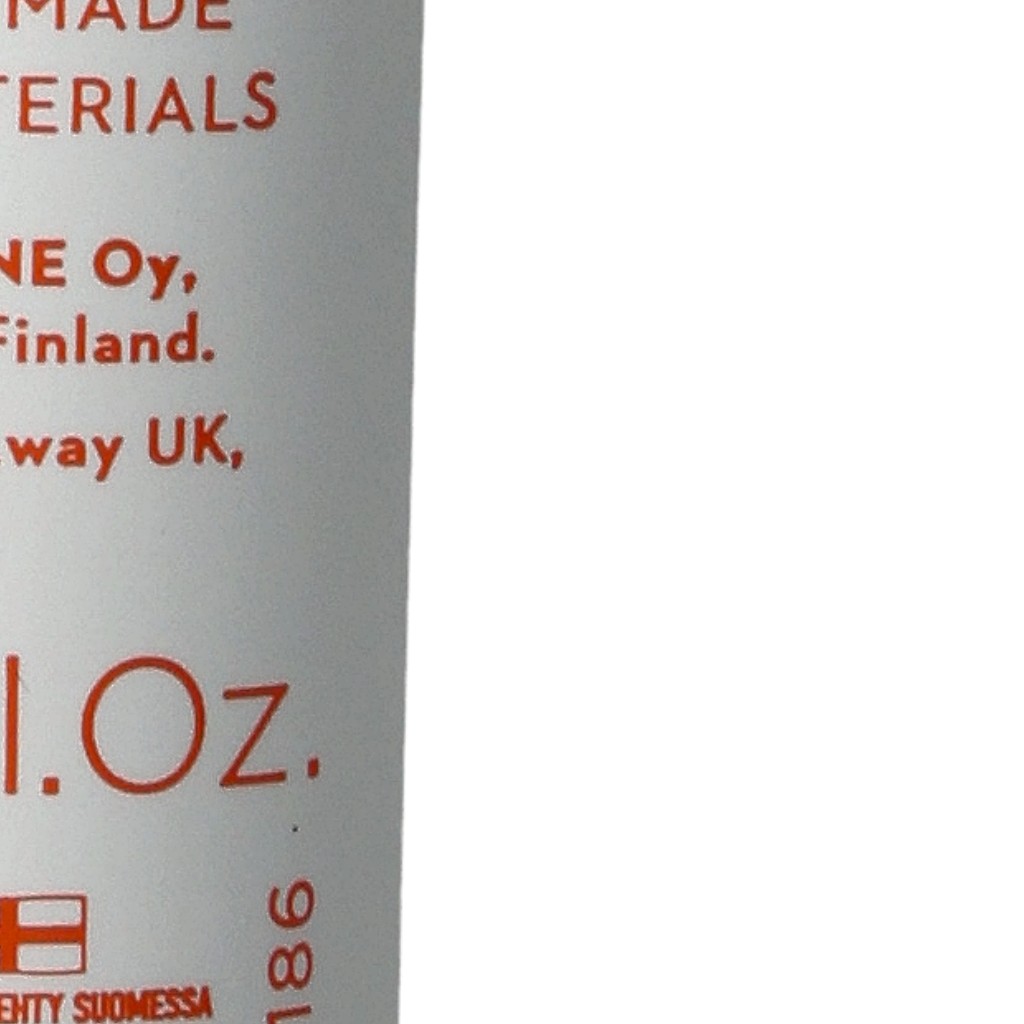 MADE
TERIALS
NE Oy,
Finland.
way UK,
l.Oz.
EHTY SUOMESSA
186